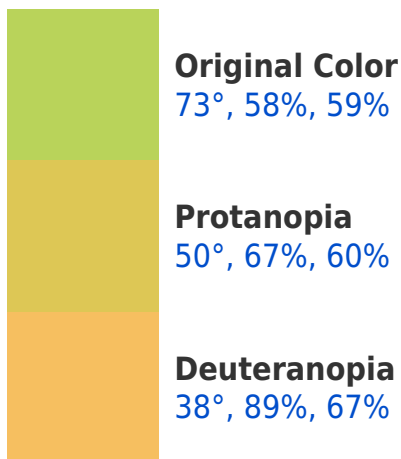 Original Color
73°, 58%, 59%
Protanopia
50°, 67%, 60%
Deuteranopia
38°, 89%, 67%